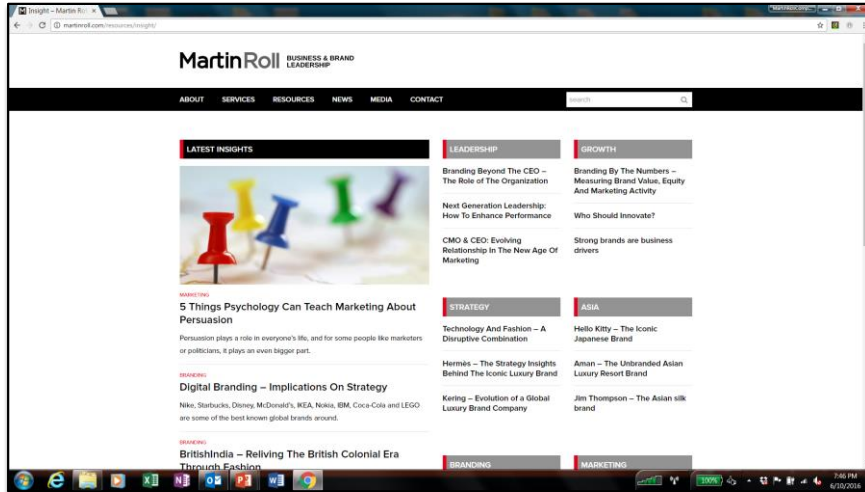 Insight – Martin Ro
martinroll.com/resources/insight/
MartinRoll BUSINESS & BRAND
LEADERSHIP
ABOUT SERVICES RESOURCES NEWS MEDIA CONTACT
search
LATEST INSIGHTS
MARKETING
5 Things Psychology Can Teach Marketing About
Persuasion
Persuasion plays a role in everyone's life, and for some people like marketers
or politicians, it plays an even bigger part.
BRANDING
Digital Branding – Implications On Strategy
Nike, Starbucks, Disney, McDonald's, IKEA, Nokia, IBM, Coca-Cola and LEGO
are some of the best known global brands around.
BRANDING
BritishIndia – Reliving The British Colonial Era
Through Fashion
LEADERSHIP
Branding Beyond The CEO –
The Role of The Organization
Next Generation Leadership:
How To Enhance Performance
CMO & CEO: Evolving
Relationship In The New Age Of
Marketing
GROWTH
Branding By The Numbers –
Measuring Brand Value, Equity
And Marketing Activity
Who Should Innovate?
Strong brands are business
drivers
STRATEGY
Technology And Fashion – A
Disruptive Combination
Hermès – The Strategy Insights
Behind The Iconic Luxury Brand
Kering – Evolution of a Global
Luxury Brand Company
ASIA
Hello Kitty – The Iconic
Japanese Brand
Aman – The Unbranded Asian
Luxury Resort Brand
Jim Thompson – The Asian silk
brand
BRANDING
MARKETING
100%
7:46 PM
6/10/2016